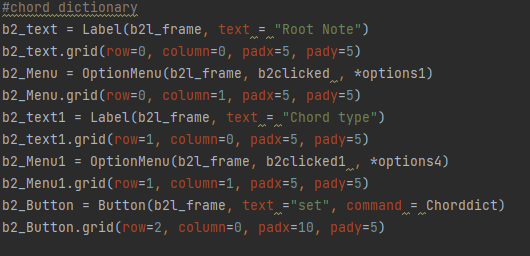 #chord dictionary
b2_text = Label(b2l_frame, text = "Root Note")
b2_text.grid(row=0, column=0, padx=5, pady=5)
b2_Menu = OptionMenu(b2l_frame, b2clicked , *options1)
b2_Menu.grid(row=0, column=1, padx=5, pady=5)
b2_text1 = Label(b2l_frame, text = "Chord type")
b2_text1.grid(row=1, column=0, padx=5, pady=5)
b2_Menu1 = OptionMenu(b2l_frame, b2clicked1 , *options4)
b2_Menu1.grid(row=1, column=1, padx=5, pady=5)
b2_Button = Button(b2l_frame, text ="set", command = Chorddict)
b2_Button.grid(row=2, column=0, padx=10, pady=5)